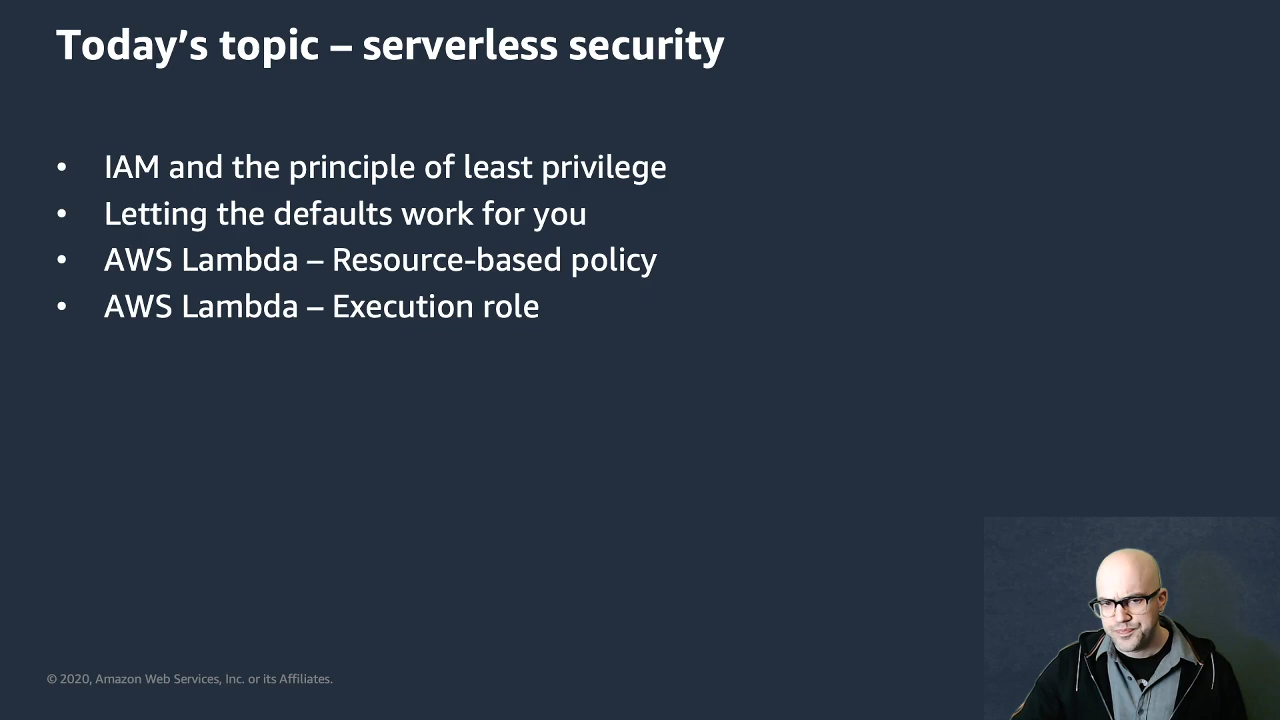 Today’s topic – serverless security
• IAM and the principle of least privilege
• Letting the defaults work for you
• AWS Lambda – Resource-based policy
• AWS Lambda – Execution role
© 2020, Amazon Web Services, Inc. or its Affiliates.